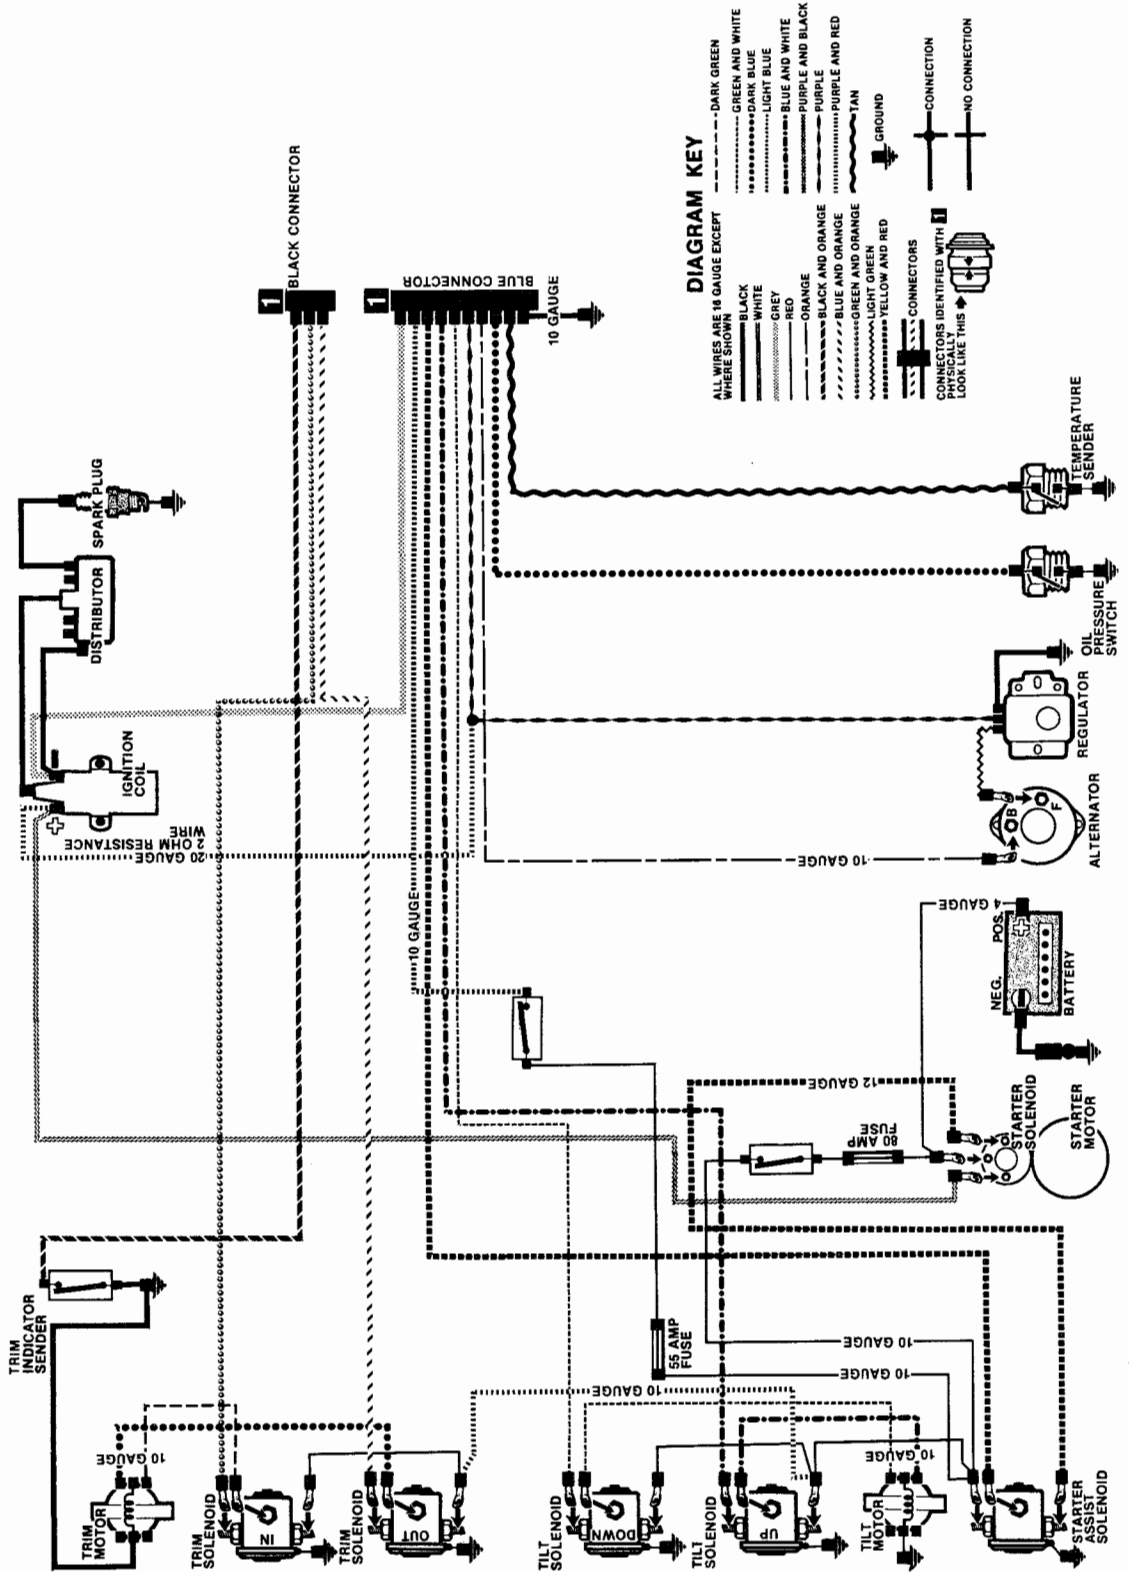 TRIM
INDICATOR
SENDER
TRIM
MOTOR
10 GAUGE
TRIM
SOLENOID
IN
TRIM
SOLENOID
OUT
TILT
SOLENOID
DOWN
TILT
SOLENOID
UP
TILT
MOTOR
10 GAUGE
STARTER
ASSIST
SOLENOID
10 GAUGE
10 GAUGE
10 GAUGE
55 AMP
FUSE
80 AMP
FUSE
12 GAUGE
STARTER
SOLENOID
STARTER
MOTOR
4 GAUGE
NEG.
POS.
BATTERY
10 GAUGE
10 GAUGE
20 GAUGE
2 OHM RESISTANCE
WIRE
IGNITION
COIL
DISTRIBUTOR
SPARK PLUG
B
F
ALTERNATOR
REGULATOR
OIL
PRESSURE
SWITCH
TEMPERATURE
SENDER
1
BLACK CONNECTOR
1
BLUE CONNECTOR
10 GAUGE
DIAGRAM KEY
ALL WIRES ARE 16 GAUGE EXCEPT
WHERE SHOWN
BLACK
WHITE
GREY
RED
ORANGE
BLACK AND ORANGE
BLUE AND ORANGE
GREEN AND ORANGE
LIGHT GREEN
YELLOW AND RED
CONNECTORS
CONNECTORS IDENTIFIED WITH 1
PHYSICALLY
LOOK LIKE THIS
DARK GREEN
GREEN AND WHITE
DARK BLUE
LIGHT BLUE
BLUE AND WHITE
PURPLE AND BLACK
PURPLE
PURPLE AND RED
TAN
GROUND
CONNECTION
NO CONNECTION